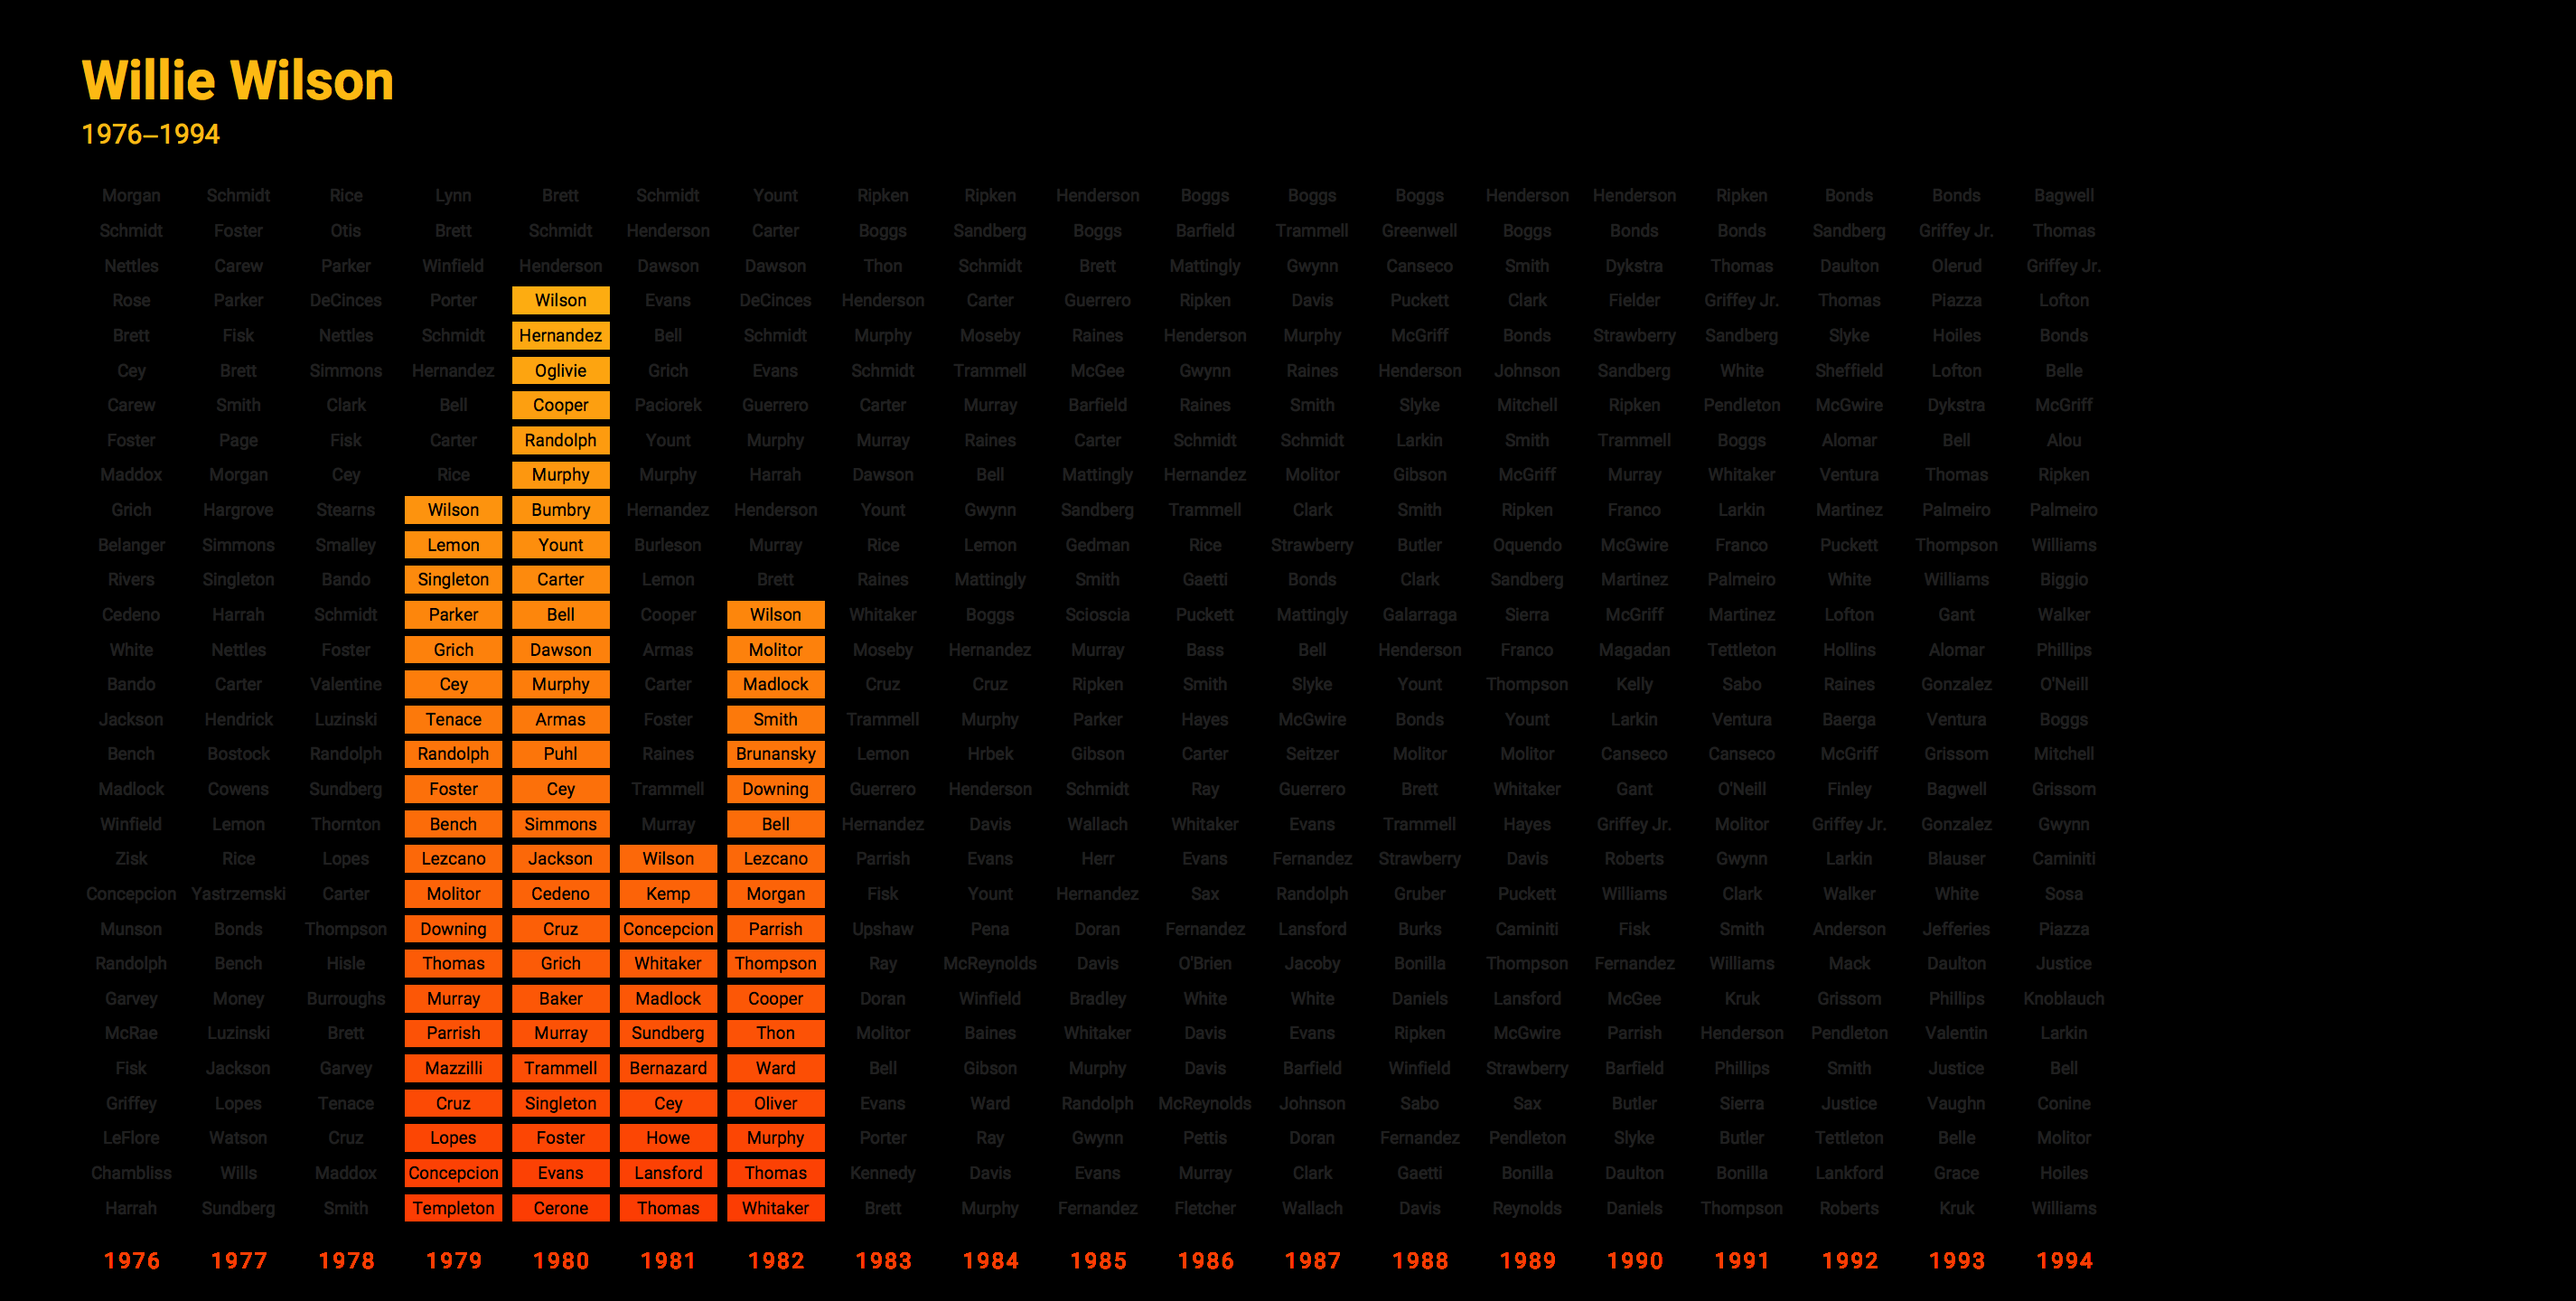 Willie Wilson
1976–1994
Morgan Schmidt Rice Lynn Brett Schmidt Yount Ripken Ripken Henderson Boggs Boggs Boggs Henderson Henderson Ripken Bonds Bonds Bagwell
Schmidt Foster Otis Brett Schmidt Henderson Carter Boggs Sandberg Boggs Barfield Trammell Greenwell Boggs Bonds Bonds Sandberg Griffey Jr. Thomas
Nettles Carew Parker Winfield Henderson Dawson Dawson Thon Schmidt Brett Mattingly Gwynn Canseco Smith Dykstra Thomas Daulton Olerud Griffey Jr.
Rose Parker DeCinces Porter Wilson Evans DeCinces Henderson Carter Guerrero Ripken Davis Puckett Clark Fielder Griffey Jr. Thomas Piazza Lofton
Brett Fisk Nettles Schmidt Hernandez Bell Schmidt Murphy Moseby Raines Henderson Murphy McGriff Bonds Strawberry Sandberg Slyke Hoiles Bonds
Cey Brett Simmons Hernandez Oglivie Grich Evans Schmidt Trammell McGee Gwynn Raines Henderson Johnson Sandberg White Sheffield Lofton Belle
Carew Smith Clark Bell Cooper Paciorek Guerrero Carter Murray Barfield Raines Smith Slyke Mitchell Ripken Pendleton McGwire Dykstra McGriff
Foster Page Fisk Carter Randolph Yount Murphy Murray Raines Carter Schmidt Schmidt Larkin Smith Trammell Boggs Alomar Bell Alou
Maddox Morgan Cey Rice Murphy Murphy Harrah Dawson Bell Mattingly Hernandez Molitor Gibson McGriff Murray Whitaker Ventura Thomas Ripken
Grich Hargrove Stearns Wilson Bumbry Hernandez Henderson Yount Gwynn Sandberg Trammell Clark Smith Ripken Franco Larkin Martinez Palmeiro Palmeiro
Belanger Simmons Smalley Lemon Yount Burleson Murray Rice Lemon Gedman Rice Strawberry Butler Oquendo McGwire Franco Puckett Thompson Williams
Rivers Singleton Bando Singleton Carter Lemon Brett Raines Mattingly Smith Gaetti Bonds Clark Sandberg Martinez Palmeiro White Williams Biggio
Cedeno Harrah Schmidt Parker Bell Cooper Wilson Whitaker Boggs Scioscia Puckett Mattingly Galarraga Sierra McGriff Martinez Lofton Gant Walker
White Nettles Foster Grich Dawson Armas Molitor Moseby Hernandez Murray Bass Bell Henderson Franco Magadan Tettleton Hollins Alomar Phillips
Bando Carter Valentine Cey Murphy Carter Madlock Cruz Cruz Ripken Smith Slyke Yount Thompson Kelly Sabo Raines Gonzalez O'Neill
Jackson Hendrick Luzinski Tenace Armas Foster Smith Trammell Murphy Parker Hayes McGwire Bonds Yount Larkin Ventura Baerga Ventura Boggs
Bench Bostock Randolph Randolph Puhl Raines Brunansky Lemon Hrbek Gibson Carter Seitzer Molitor Molitor Canseco Canseco McGriff Grissom Mitchell
Madlock Cowens Sundberg Foster Cey Trammell Downing Guerrero Henderson Schmidt Ray Guerrero Brett Whitaker Gant O'Neill Finley Bagwell Grissom
Winfield Lemon Thornton Bench Simmons Murray Bell Hernandez Davis Wallach Whitaker Evans Trammell Hayes Griffey Jr. Molitor Griffey Jr. Gonzalez Gwynn
Zisk Rice Lopes Lezcano Jackson Wilson Lezcano Parrish Evans Herr Evans Fernandez Strawberry Davis Roberts Gwynn Larkin Blauser Caminiti
Concepcion Yastrzemski Carter Molitor Cedeno Kemp Morgan Fisk Yount Hernandez Sax Randolph Gruber Puckett Williams Clark Walker White Sosa
Munson Bonds Thompson Downing Cruz Concepcion Parrish Upshaw Pena Doran Fernandez Lansford Burks Caminiti Fisk Smith Anderson Jefferies Piazza
Randolph Bench Hisle Thomas Grich Whitaker Thompson Ray McReynolds Davis O'Brien Jacoby Bonilla Thompson Fernandez Williams Mack Daulton Justice
Garvey Money Burroughs Murray Baker Madlock Cooper Doran Winfield Bradley White White Daniels Lansford McGee Kruk Grissom Phillips Knoblauch
McRae Luzinski Brett Parrish Murray Sundberg Thon Molitor Baines Whitaker Davis Evans Ripken McGwire Parrish Henderson Pendleton Valentin Larkin
Fisk Jackson Garvey Mazzilli Trammell Bernazard Ward Bell Gibson Murphy Davis Barfield Winfield Strawberry Barfield Phillips Smith Justice Bell
Griffey Lopes Tenace Cruz Singleton Cey Oliver Evans Ward Randolph McReynolds Johnson Sabo Sax Butler Sierra Justice Vaughn Conine
LeFlore Watson Cruz Lopes Foster Howe Murphy Porter Ray Gwynn Pettis Doran Fernandez Pendleton Slyke Butler Tettleton Belle Molitor
Chambliss Wills Maddox Concepcion Evans Lansford Thomas Kennedy Davis Evans Murray Clark Gaetti Bonilla Daulton Bonilla Lankford Grace Hoiles
Harrah Sundberg Smith Templeton Cerone Thomas Whitaker Brett Murphy Fernandez Fletcher Wallach Davis Reynolds Daniels Thompson Roberts Kruk Williams
1976 1977 1978 1979 1980 1981 1982 1983 1984 1985 1986 1987 1988 1989 1990 1991 1992 1993 1994